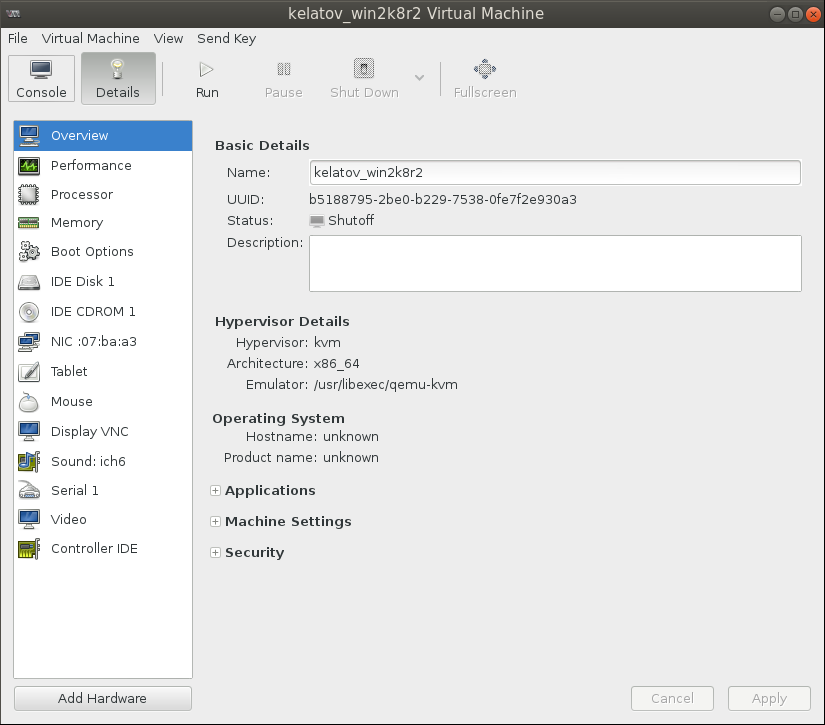 kelatov_win2k8r2 Virtual Machine
File Virtual Machine View Send Key
Console Details Run Pause Shut Down Fullscreen
Overview
Performance
Processor
Memory
Boot Options
IDE Disk 1
IDE CDROM 1
NIC :07:ba:a3
Tablet
Mouse
Display VNC
Sound: ich6
Serial 1
Video
Controller IDE
Add Hardware
Basic Details
Name: kelatov_win2k8r2
UUID: b5188795-2be0-b229-7538-0fe7f2e930a3
Status: Shutoff
Description:
Hypervisor Details
Hypervisor: kvm
Architecture: x86_64
Emulator: /usr/libexec/qemu-kvm
Operating System
Hostname: unknown
Product name: unknown
Applications
Machine Settings
Security
Cancel Apply